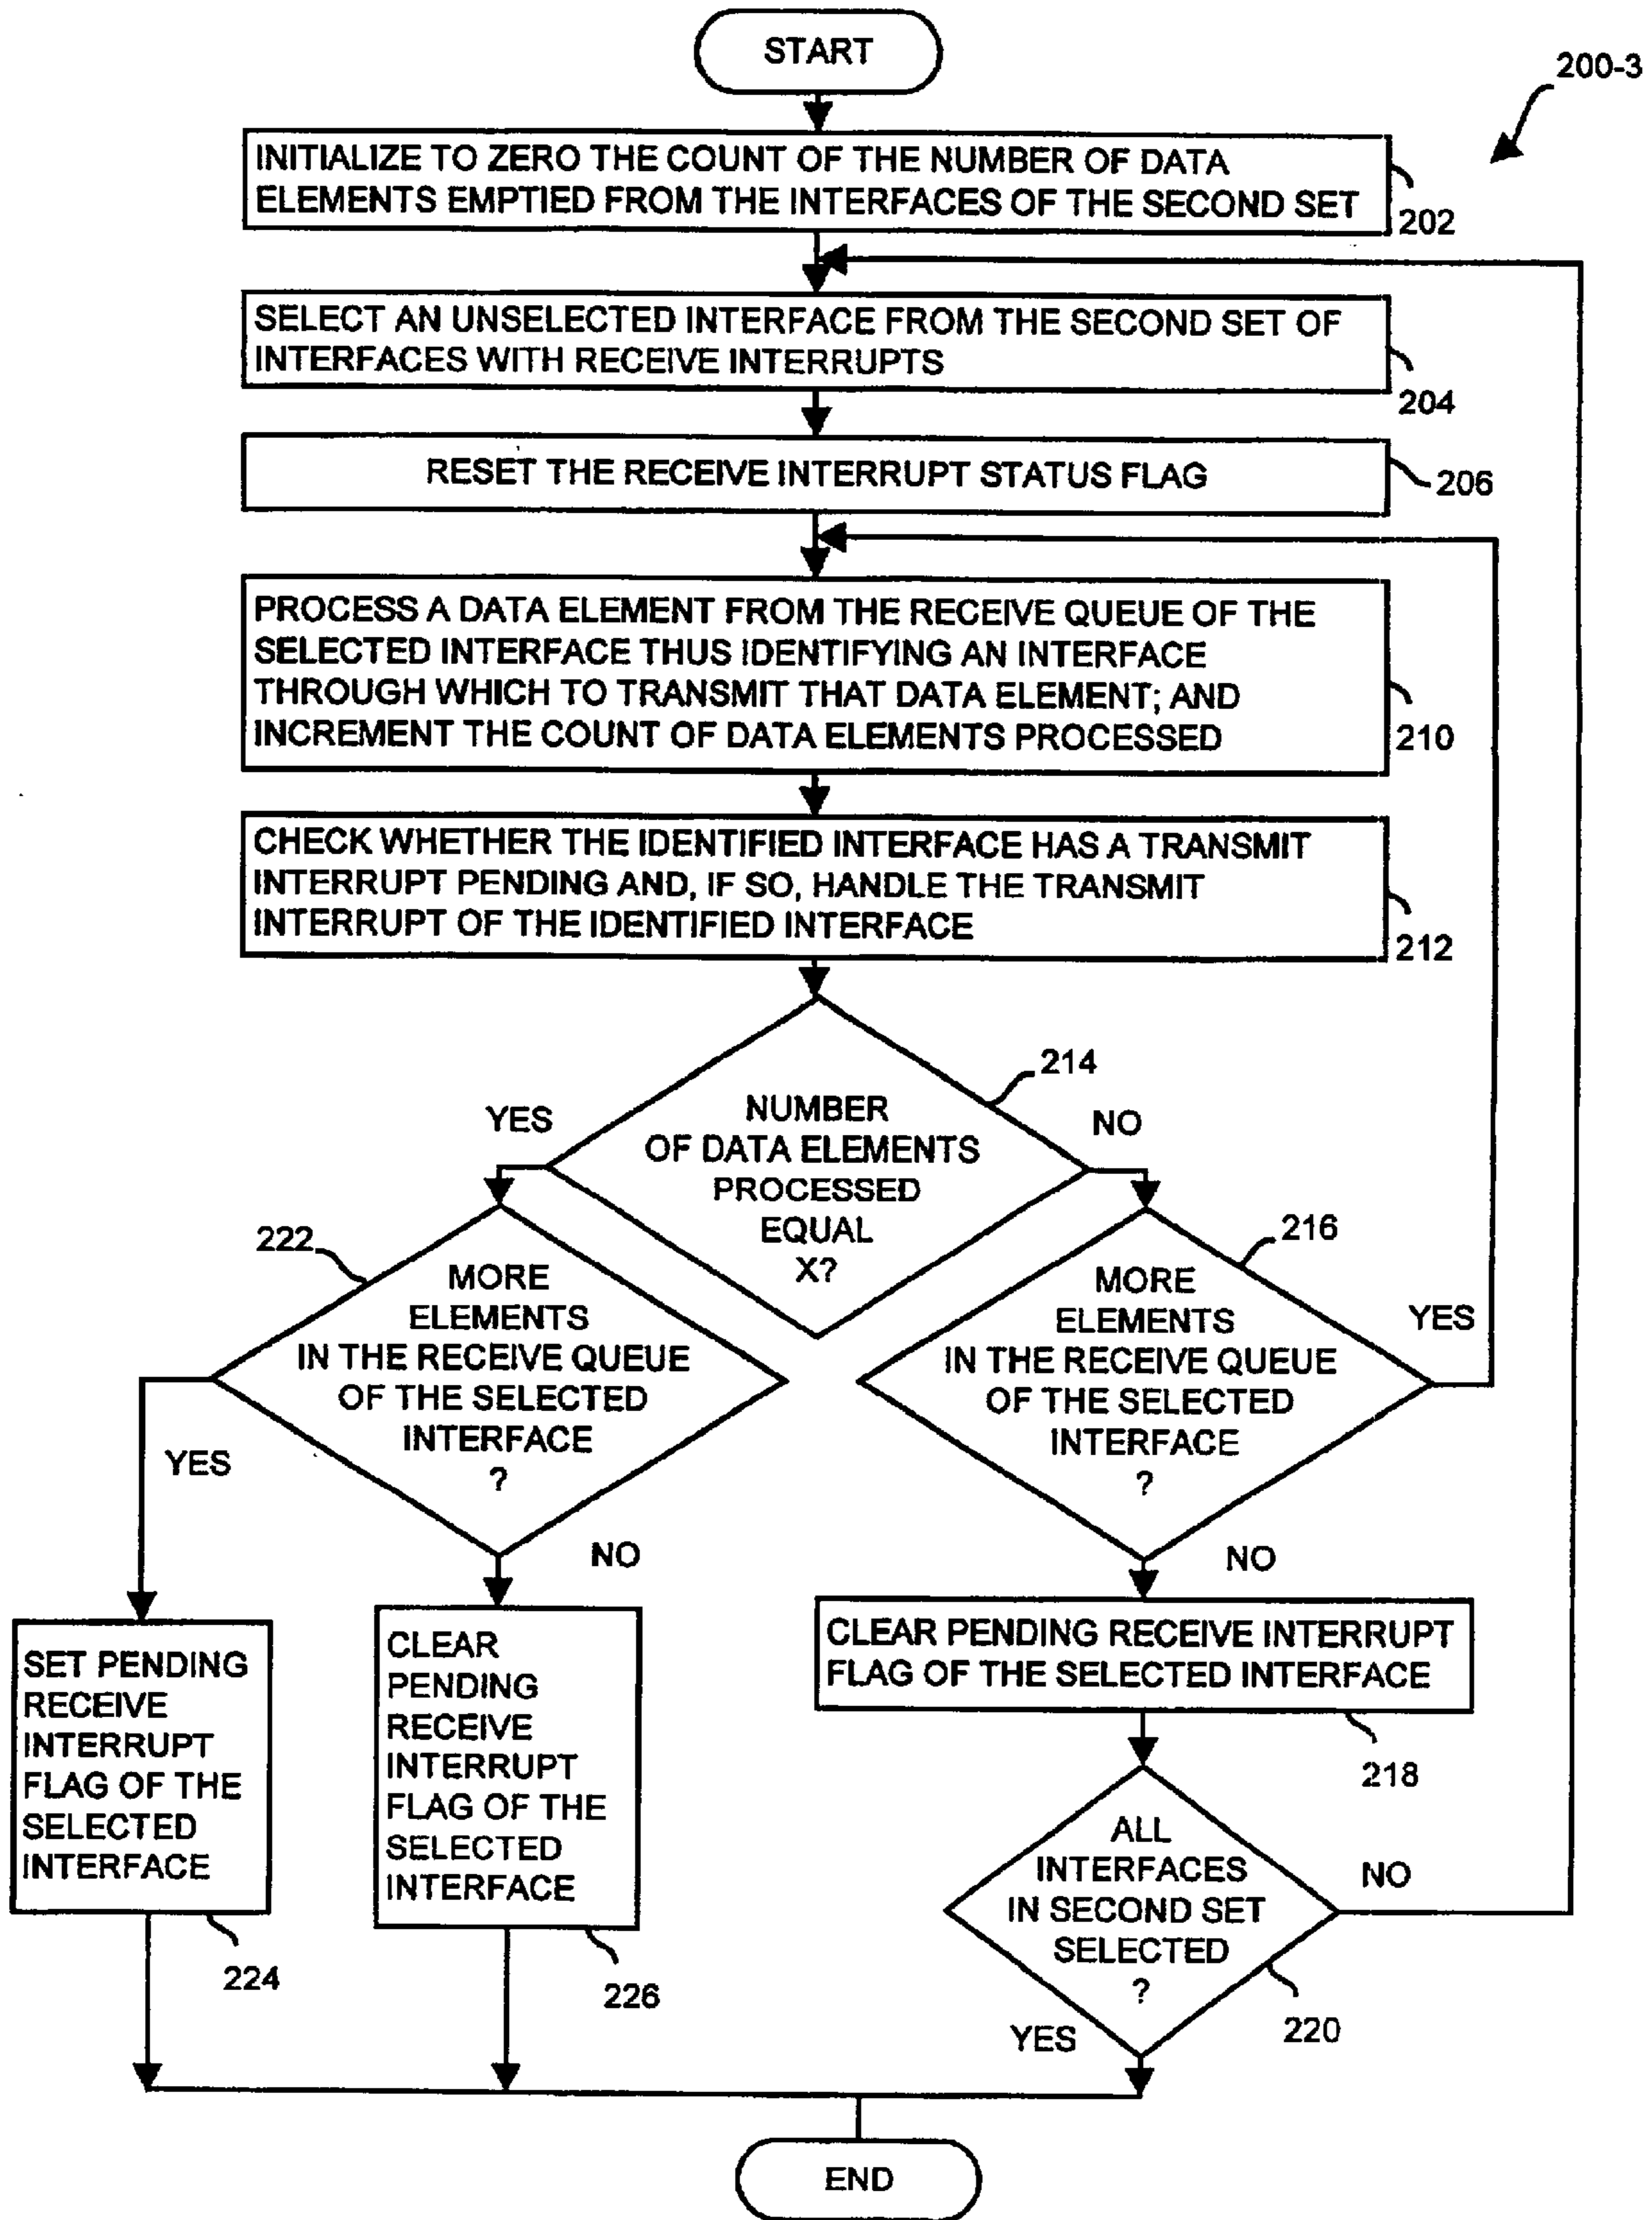 START
200-3
INITIALIZE TO ZERO THE COUNT OF THE NUMBER OF DATA
ELEMENTS EMPTIED FROM THE INTERFACES OF THE SECOND SET
202
SELECT AN UNSELECTED INTERFACE FROM THE SECOND SET OF
INTERFACES WITH RECEIVE INTERRUPTS
204
RESET THE RECEIVE INTERRUPT STATUS FLAG
206
PROCESS A DATA ELEMENT FROM THE RECEIVE QUEUE OF THE
SELECTED INTERFACE THUS IDENTIFYING AN INTERFACE
THROUGH WHICH TO TRANSMIT THAT DATA ELEMENT; AND
INCREMENT THE COUNT OF DATA ELEMENTS PROCESSED
210
CHECK WHETHER THE IDENTIFIED INTERFACE HAS A TRANSMIT
INTERRUPT PENDING AND, IF SO, HANDLE THE TRANSMIT
INTERRUPT OF THE IDENTIFIED INTERFACE
212
214
YES
NO
NUMBER
OF DATA ELEMENTS
PROCESSED
EQUAL
X?
222
MORE
ELEMENTS
IN THE RECEIVE QUEUE
OF THE SELECTED
INTERFACE
?
YES
NO
216
MORE
ELEMENTS
IN THE RECEIVE QUEUE
OF THE SELECTED
INTERFACE
?
YES
NO
SET PENDING
RECEIVE
INTERRUPT
FLAG OF THE
SELECTED
INTERFACE
224
CLEAR
PENDING
RECEIVE
INTERRUPT
FLAG OF THE
SELECTED
INTERFACE
226
CLEAR PENDING RECEIVE INTERRUPT
FLAG OF THE SELECTED INTERFACE
218
ALL
INTERFACES
IN SECOND SET
SELECTED
?
NO
YES
220
END